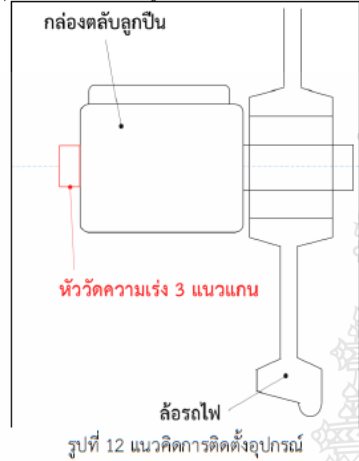 กล่องตลับลูกปืน
หัววัดความเร่ง 3 แนวแกน
ล้อรถไฟ
รูปที่ 12 แนวคิดการติดตั้งอุปกรณ์